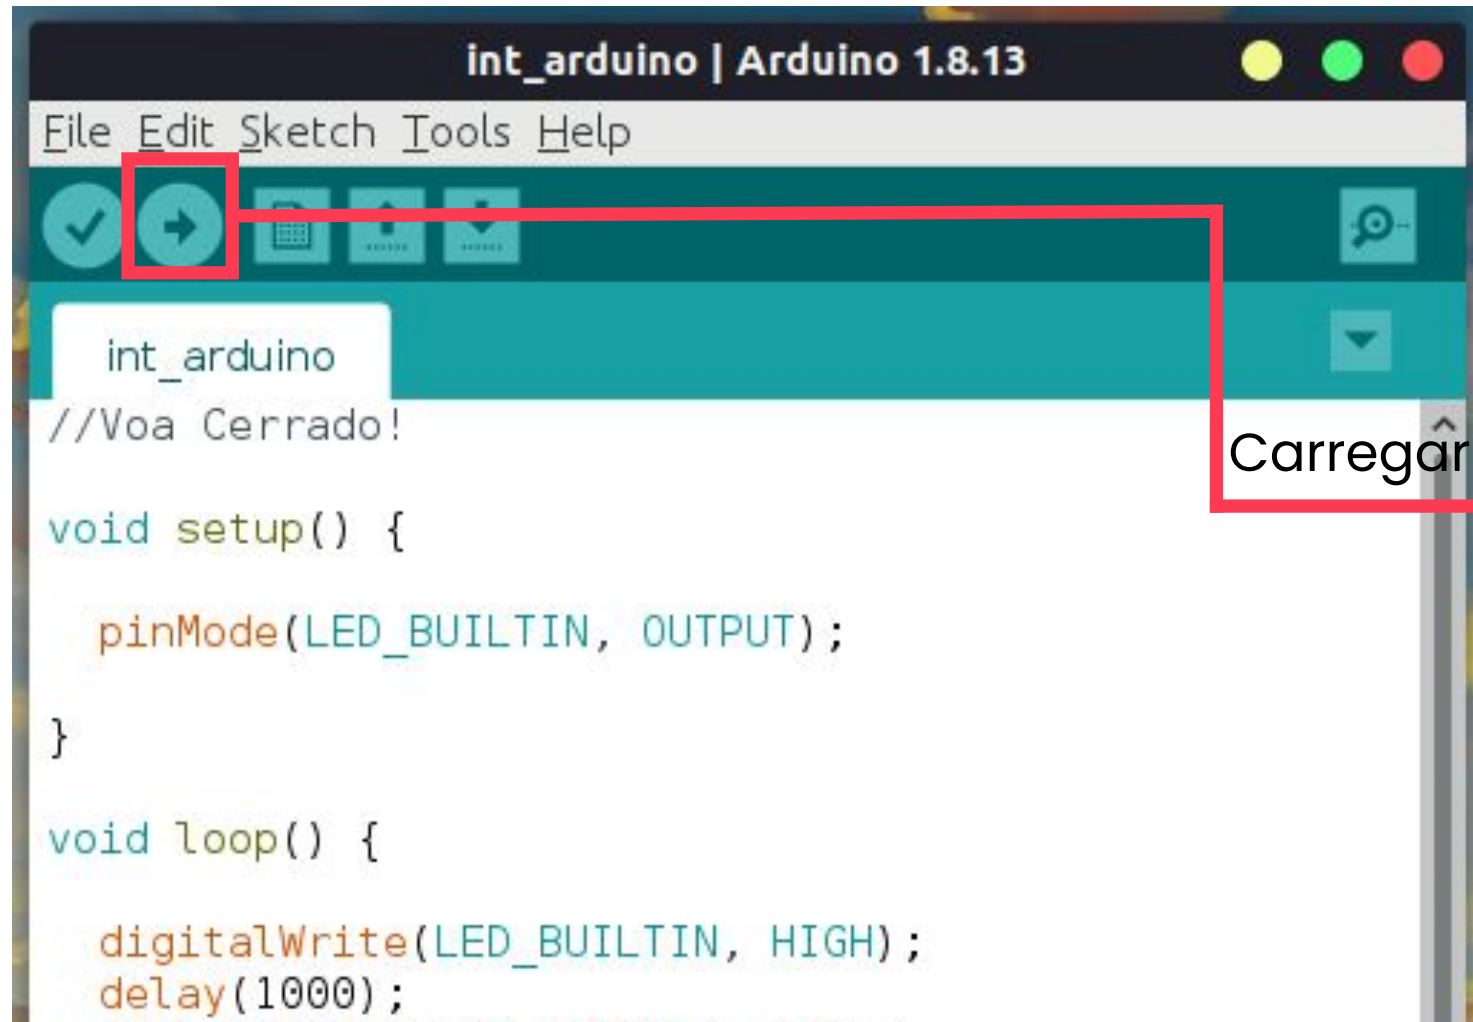 int_arduino | Arduino 1.8.13
File Edit Sketch Tools Help
int_arduino
//Voa Cerrado!
Carregar
void setup() {
pinMode(LED_BUILTIN, OUTPUT);
}
void loop() {
digitalWrite(LED_BUILTIN, HIGH);
delay(1000);